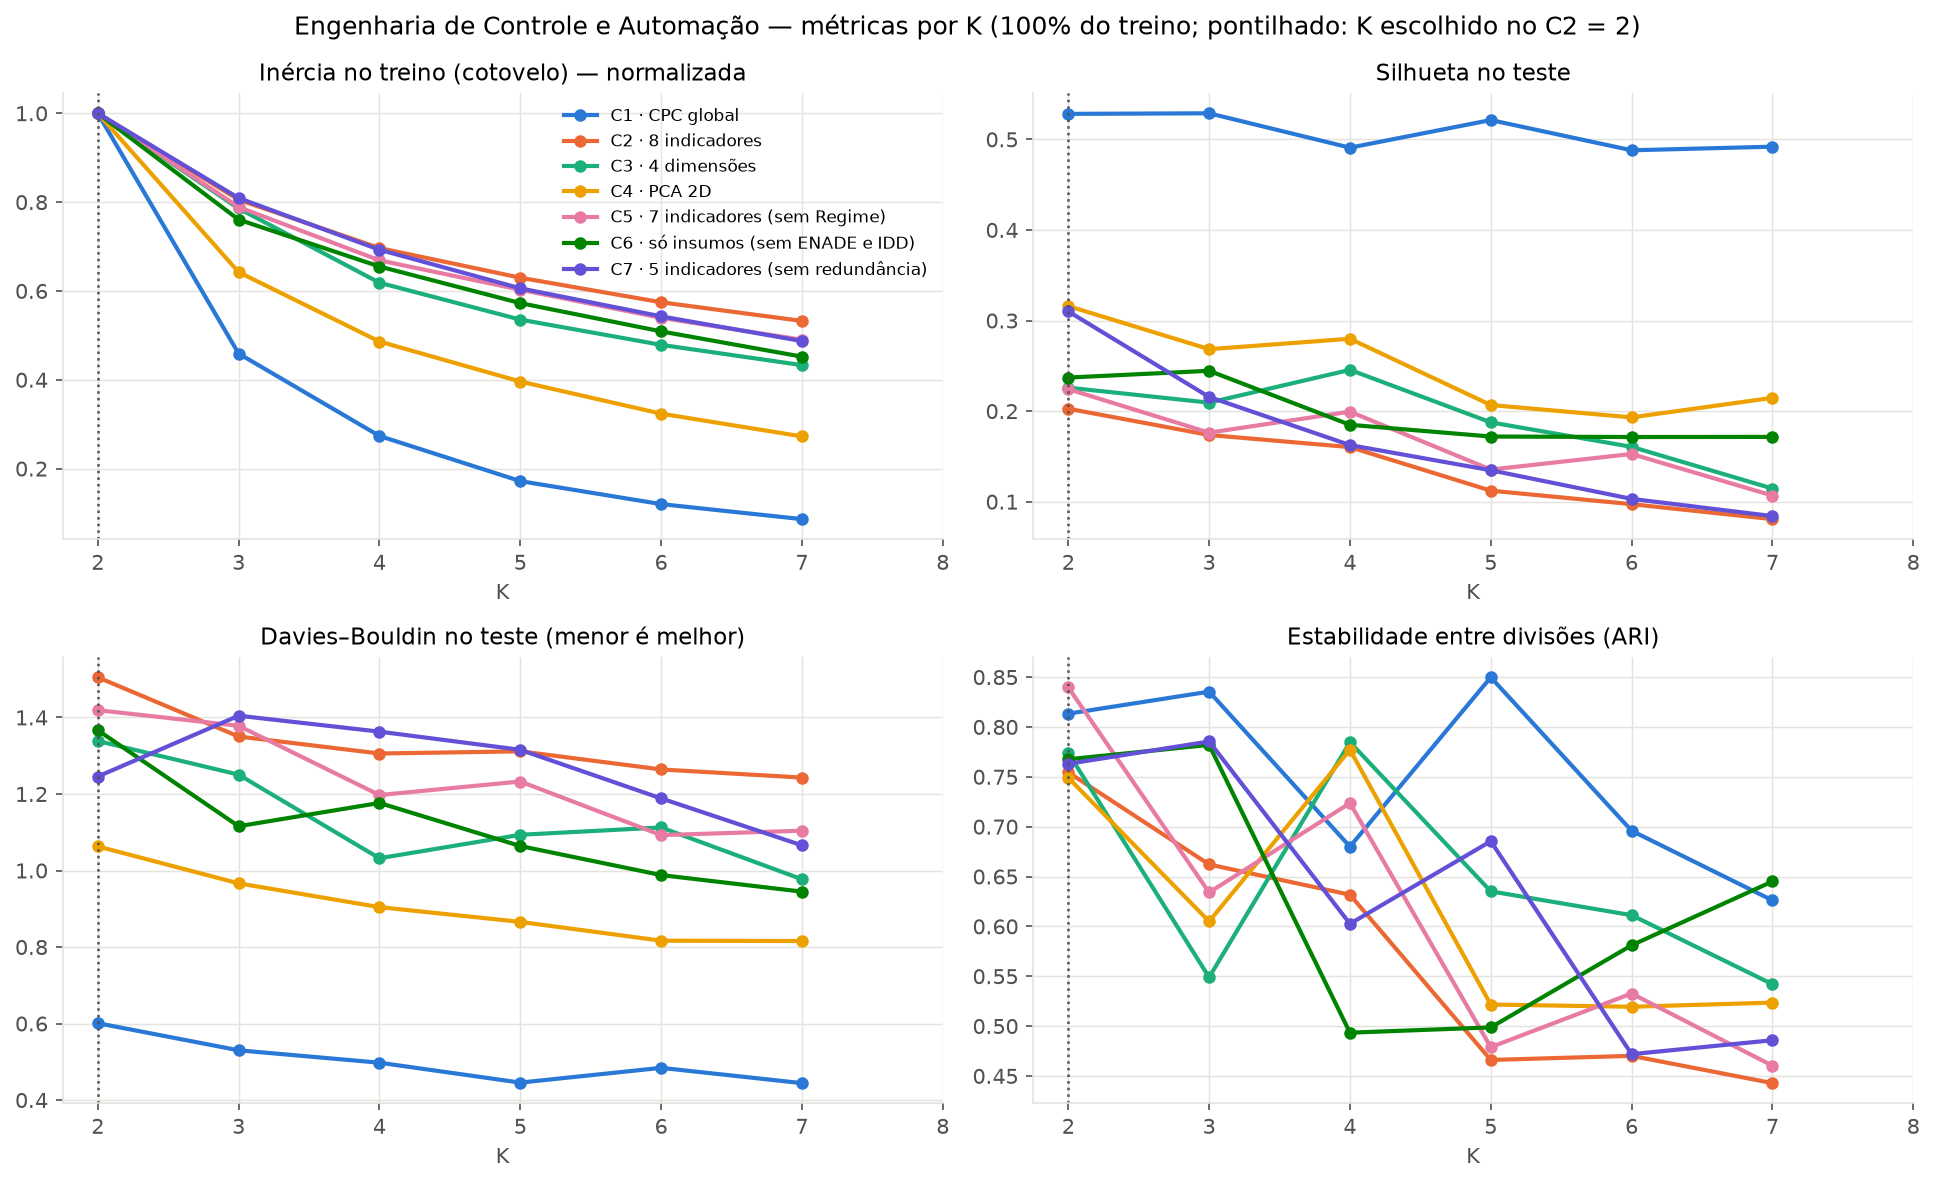 Engenharia de Controle e Automação — métricas por K (100% do treino; pontilhado: K escolhido no C2 = 2)
Inércia no treino (cotovelo) — normalizada
1.0
0.8
0.6
0.4
0.2
C1 · CPC global
C2 · 8 indicadores
C3 · 4 dimensões
C4 · PCA 2D
C5 · 7 indicadores (sem Regime)
C6 · só insumos (sem ENADE e IDD)
C7 · 5 indicadores (sem redundância)
2 3 4 5 6 7 8
K
Silhueta no teste
0.5
0.4
0.3
0.2
0.1
2 3 4 5 6 7 8
K
Davies–Bouldin no teste (menor é melhor)
1.4
1.2
1.0
0.8
0.6
0.4
2 3 4 5 6 7 8
K
Estabilidade entre divisões (ARI)
0.85
0.80
0.75
0.70
0.65
0.60
0.55
0.50
0.45
2 3 4 5 6 7 8
K